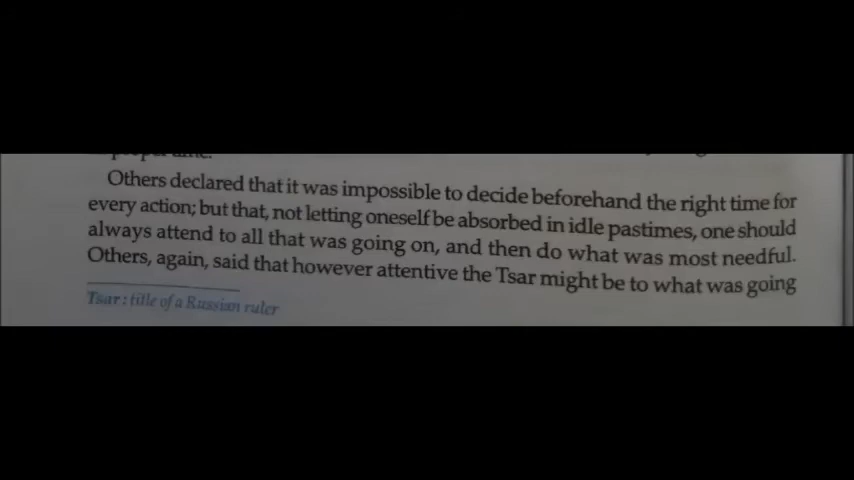 Others declared that it was impossible to decide beforehand the right time for
every action; but that, not letting oneself be absorbed in idle pastimes, one should
always attend to all that was going on, and then do what was most needful.
Others, again, said that however attentive the Tsar might be to what was going
Tsar : title of a Russian ruler